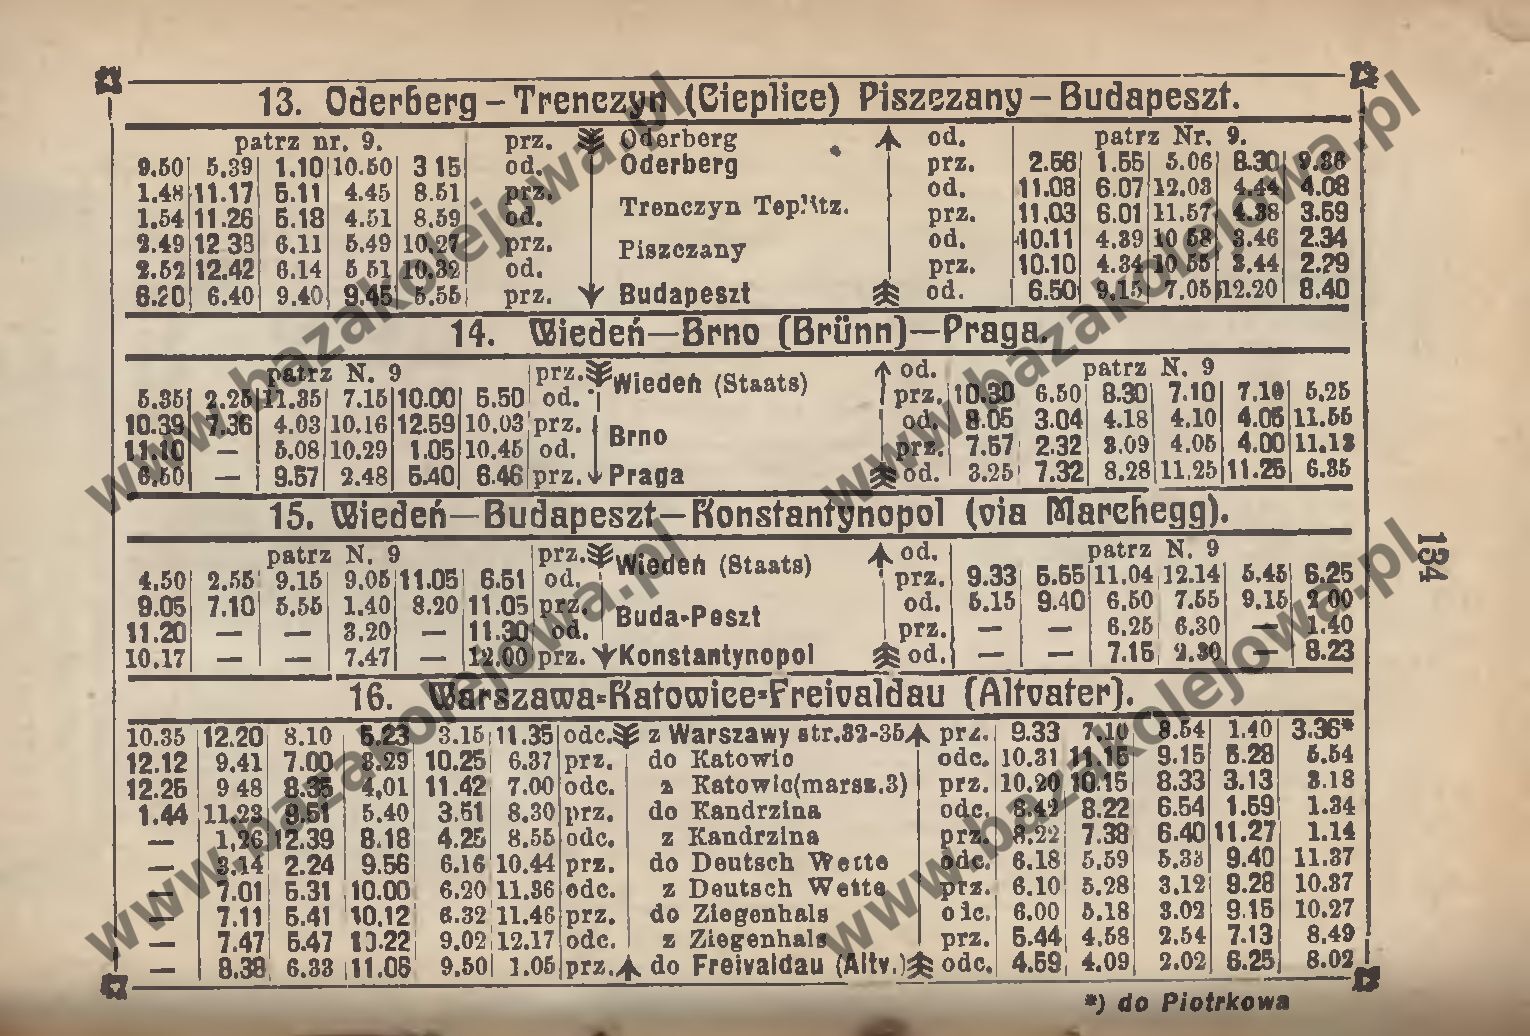 13. Oderberg – Trenczyn (Cieplice) Piszczany – Budapeszt.
patrz nr. 9. prz. Oderberg od. patrz Nr. 9.
9.50 5.39 1.10 10.50 3 15 od. Oderberg prz. 2.56 1.55 5.06 8.30 9.36
1.48 11.17 5.11 4.45 8.51 prz. Trenczyn Teplitz. od. 11.08 6.07 12.03 4.44 4.08
1.54 11.26 5.18 4.51 8.59 od. prz. 11.03 6.01 11.57 4.38 3.59
2.49 12 38 6.11 5.49 10.27 prz. Piszczany od. 10.11 4.39 10 58 3.46 2.34
2.52 12.42 6.14 5 51 10.32 od. prz. 10.10 4.34 10 55 3.44 2.29
6.20 6.40 9.40 9.45 5.55 prz. Budapeszt od. 6.50 9.15 7.05 12.20 8.40
14. Wiedeń—Brno (Brünn)—Praga.
patrz N. 9 prz. Wiedeń (Staats) od. patrz N. 9
5.35 2.25 11.35 7.15 10.00 5.50 od. prz. 10.30 6.50 8.30 7.10 7.10 5.25
10.39 7.36 4.03 10.16 12.59 10.03 prz. Brno od. 8.05 3.04 4.18 4.10 4.05 11.55
11.10 — 5.08 10.29 1.05 10.45 od. prz. 7.57 2.32 3.09 4.05 4.00 11.13
6.50 — 9.57 2.48 5.40 6.46 prz. Praga od. 3.25 7.32 8.28 11.25 11.25 6.35
15. Wiedeń—Budapeszt—Konstantynopol (via Marchegg).
patrz N. 9 prz. Wiedeń (Staats) od. patrz N. 9
4.50 2.55 9.15 9.05 11.05 6.51 od. prz. 9.33 5.55 11.04 12.14 5.45 6.25
9.05 7.10 5.55 1.40 8.20 11.05 prz. Buda-Peszt od. 5.15 9.40 6.50 7.55 9.15 2 00
11.20 — — 3.20 — 11.30 od. prz. — — 6.25 6.30 — 1.40
10.17 — — 7.47 — 12.00 prz. Konstantynopol od. — — 7.15 2.30 — 8.23
16. Warszawa-Katowice-Freivaldau (Altvater).
10.35 12.20 8.10 5.23 3.15 11.35 odc. z Warszawy str.32-35 prz. 9.33 7.10 8.54 1.40 3.36*
12.12 9.41 7.00 3.29 10.25 6.37 prz. do Katowic odc. 10.31 11.15 9.15 5.28 5.54
12.25 9 48 8.35 4.01 11.42 7.00 odc. z Katowic(marsz.3) prz. 10.20 10.15 8.33 3.13 3.18
1.44 11.23 9.51 5.40 3.51 8.30 prz. do Kandrzina odc. 8.42 8.22 6.54 1.59 1.34
— 1.26 12.39 8.18 4.25 8.55 odc. z Kandrzina prz. 8.22 7.38 6.40 11.27 1.14
— 3.14 2.24 9.56 6.16 10.44 prz. do Deutsch Wette odc. 6.18 5.59 5.33 9.40 11.37
— 7.01 5.31 10.00 6.20 11.36 odc. z Deutsch Wette prz. 6.10 5.28 3.12 9.28 10.37
— 7.11 5.41 10.12 6.32 11.46 prz. do Ziegenhals odc. 6.00 5.18 3.02 9.15 10.27
— 7.47 5.47 10.22 9.02 12.17 odc. z Ziegenhals prz. 5.44 4.58 2.54 7.13 8.49
— 8.38 6.33 11.05 9.50 1.05 prz. do Freivaldau (Altv.) odc. 4.59 4.09 2.02 6.25 8.02
*) do Piotrkowa
134
www.bazakolejowa.pl
www.bazakolejowa.pl
www.bazakolejowa.pl
www.bazakolejowa.pl